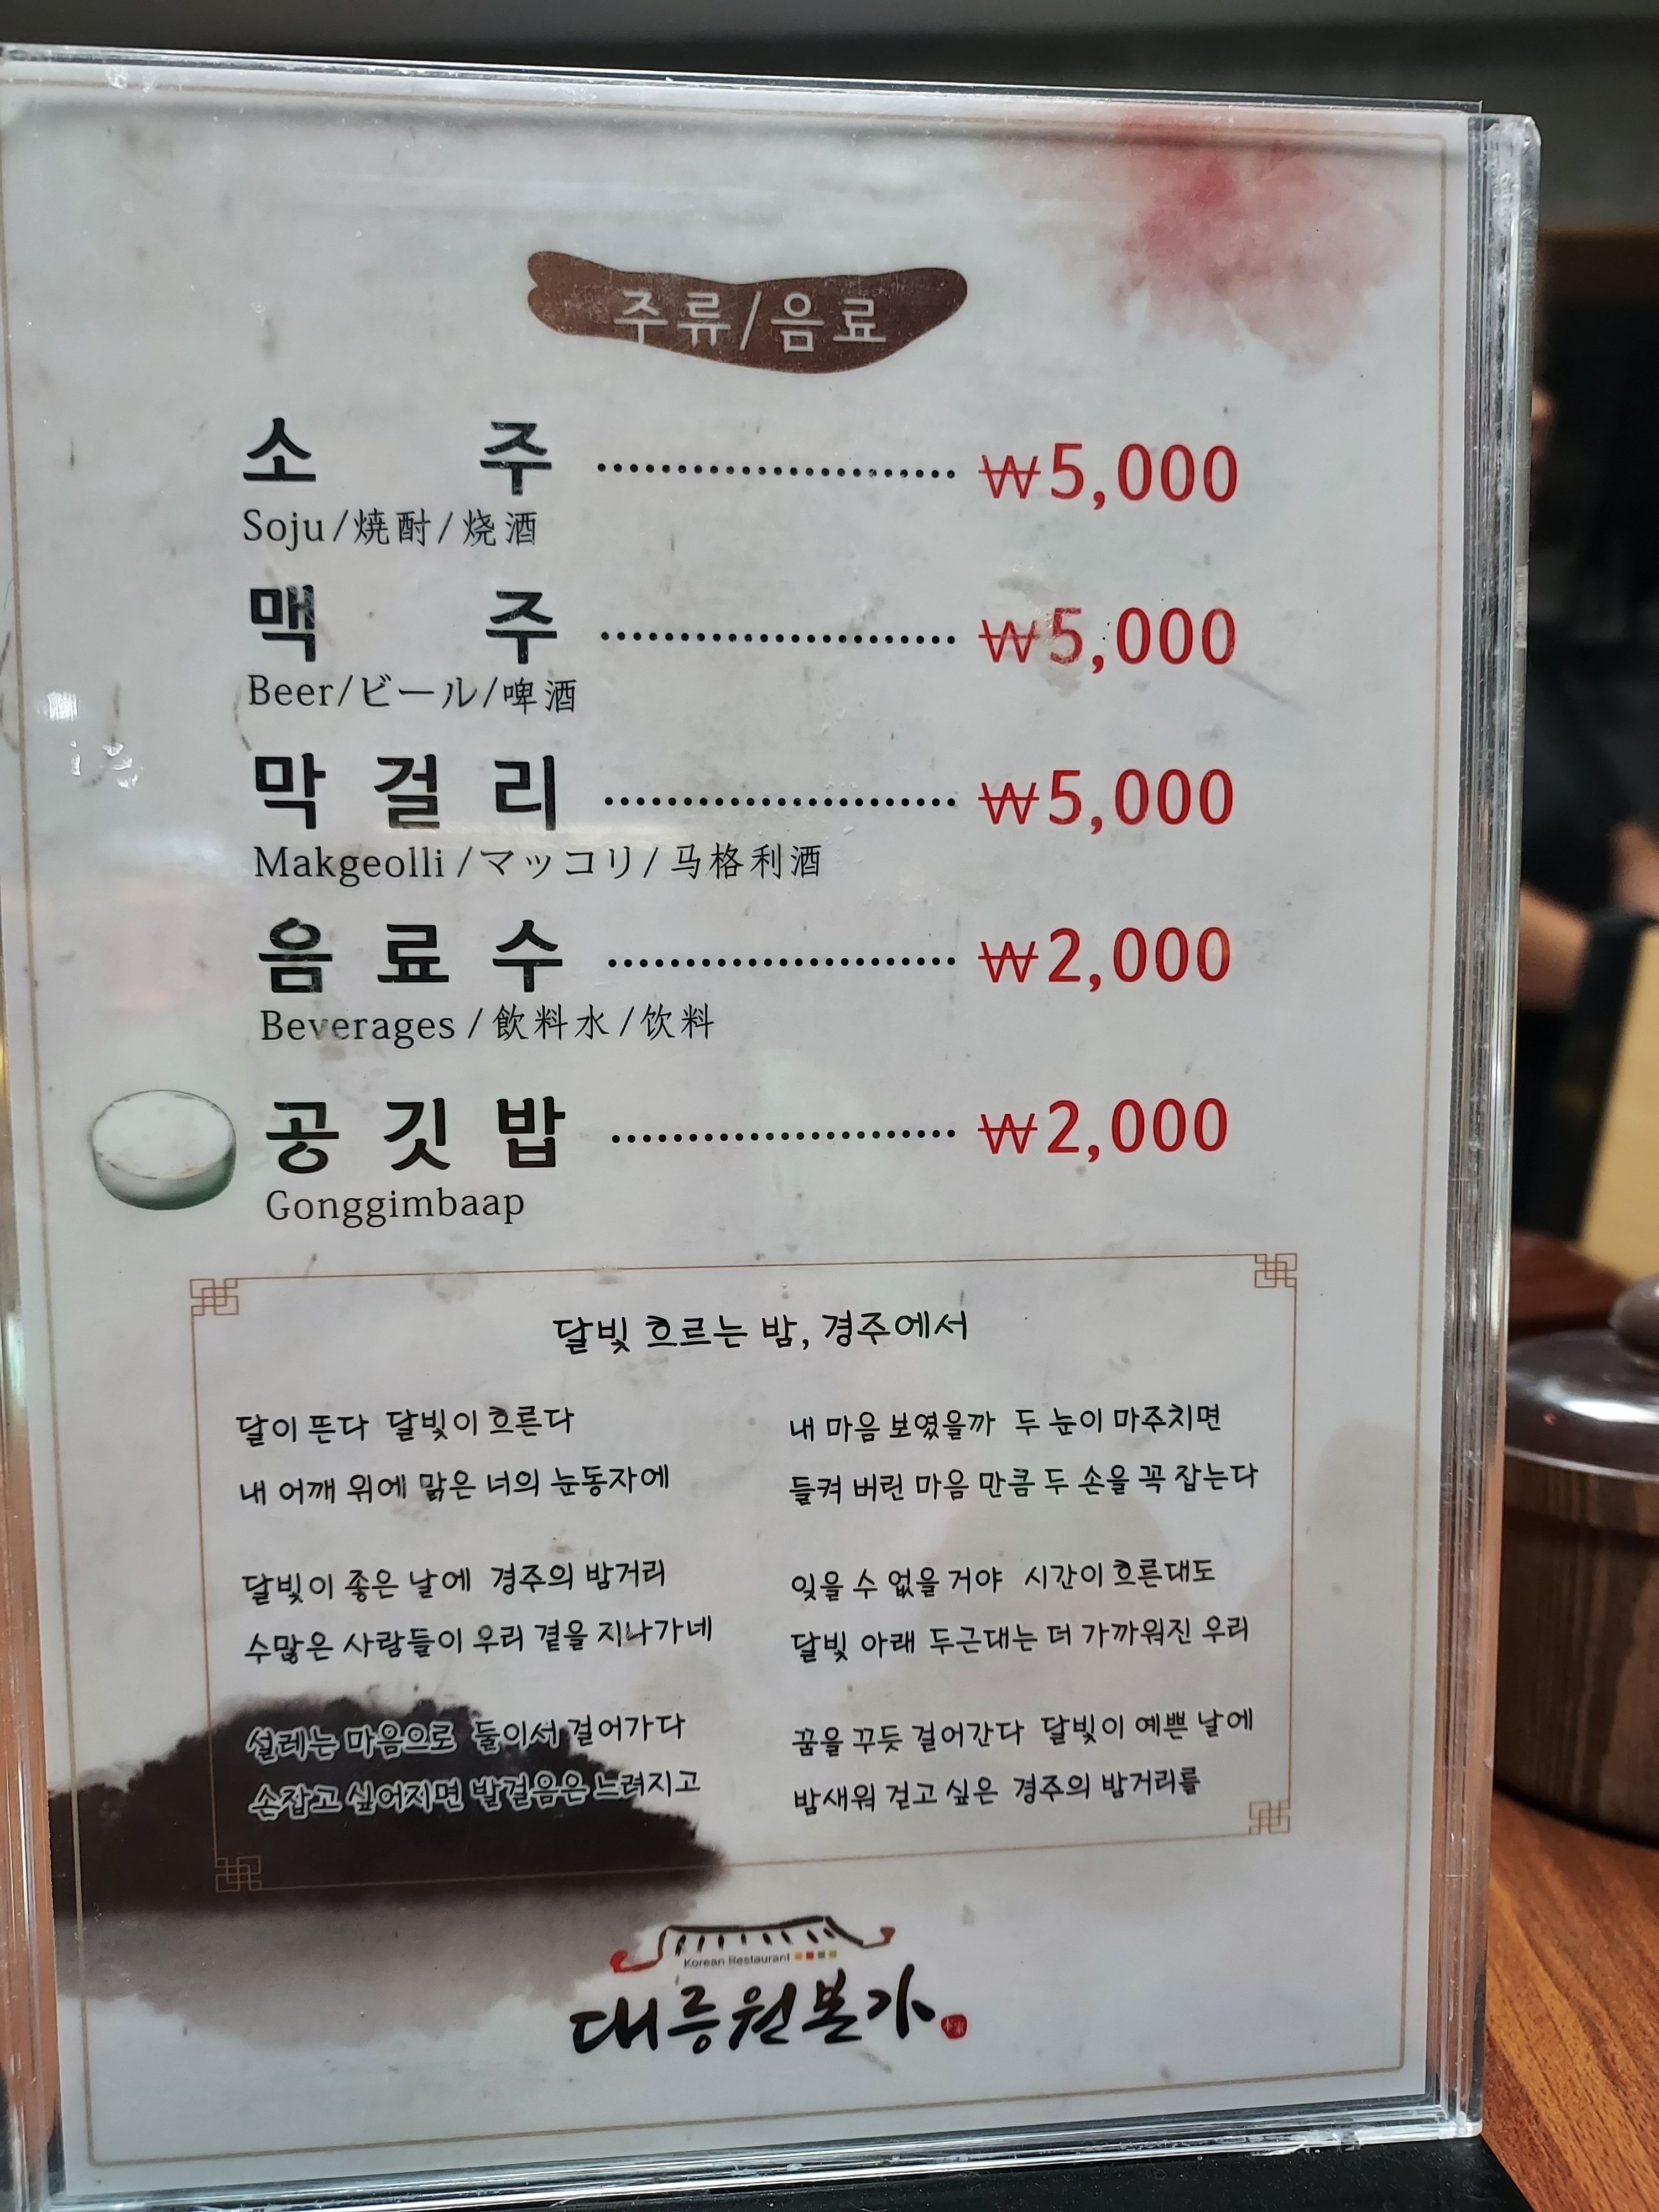 주류/음료
소 주 ₩5,000
Soju/焼酎/烧酒
맥 주 ₩5,000
Beer/ビール/啤酒
막 걸 리 ₩5,000
Makgeolli /マッコリ/ 马格利酒
음 료 수 ₩2,000
Beverages /飲料水 /饮料
공 깃 밥 ₩2,000
Gonggimbaap
달빛 흐르는 밤, 경주에서
달이 뜬다 달빛이 흐른다
내 어깨 위에 맑은 너의 눈동자에
달빛이 좋은 날에 경주의 밤거리
수많은 사람들이 우리 곁을 지나가네
설레는 마음으로 둘이서 걸어가다
손잡고 싶어지면 발걸음은 느려지고
내 마음 보였을까 두 눈이 마주치면
들켜 버린 마음 만큼 두 손을 꼭 잡는다
잊을 수 없을 거야 시간이 흐른대도
달빛 아래 두근대는 더 가까워진 우리
꿈을 꾸듯 걸어간다 달빛이 예쁜 날에
밤새워 걷고 싶은 경주의 밤거리를
Korean Restaurant
대릉원본가
本家